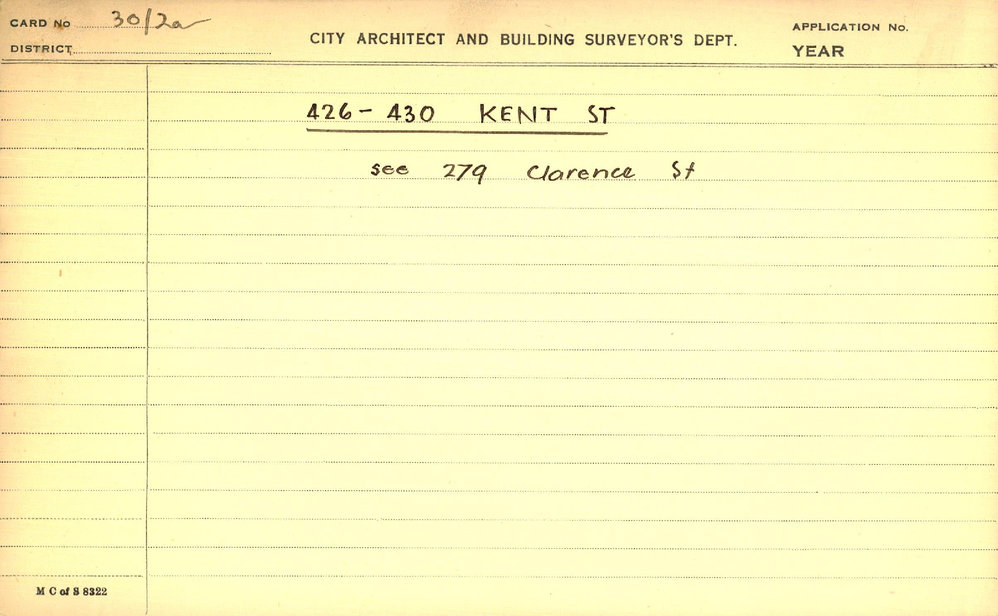 CARD No 30/2a
DISTRICT
CITY ARCHITECT AND BUILDING SURVEYOR'S DEPT.
APPLICATION No.
YEAR
426 - 430 KENT ST
see 279 Clarence St
M C of S 8322